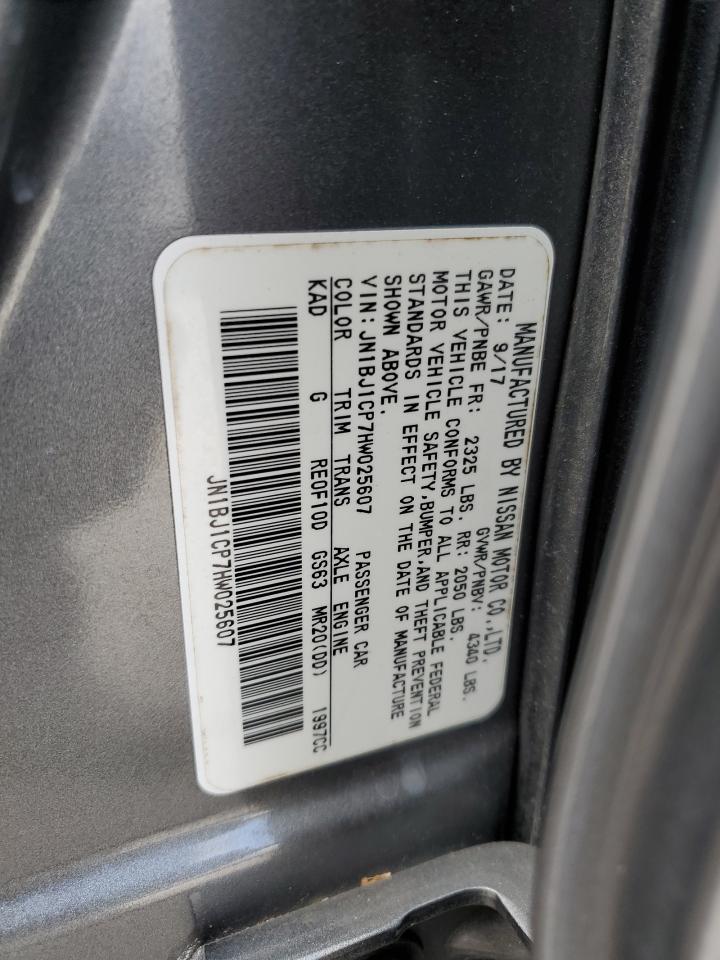 MANUFACTURED BY NISSAN MOTOR CO.,LTD.
DATE: 9/17 GVWR/PNBV: 4340 LBS.
GAWR/PNBE FR: 2325 LBS. RR: 2050 LBS.
THIS VEHICLE CONFORMS TO ALL APPLICABLE FEDERAL
MOTOR VEHICLE SAFETY,BUMPER,AND THEFT PREVENTION
STANDARDS IN EFFECT ON THE DATE OF MANUFACTURE
SHOWN ABOVE.
VIN:JN1BJ1CP7HW025607 PASSENGER CAR
COLOR TRIM TRANS AXLE ENGINE
KAD G RE0F10D GS63 MR20(DD) 1997CC
JN1BJ1CP7HW025607